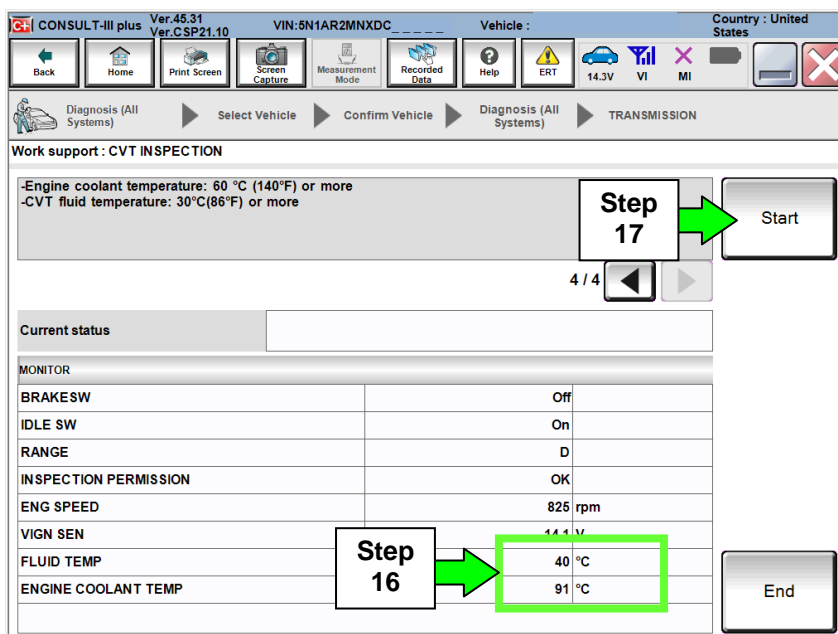 CONSULT-III plus Ver.45.31 Ver.CSP21.10 VIN:5N1AR2MNXDC_ _ _ _ _ Vehicle : Country : United States
Back Home Print Screen Screen Capture Measurement Mode Recorded Data Help ERT 14.3V VI MI
Diagnosis (All Systems) Select Vehicle Confirm Vehicle Diagnosis (All Systems) TRANSMISSION
Work support : CVT INSPECTION
-Engine coolant temperature: 60 °C (140°F) or more
-CVT fluid temperature: 30°C(86°F) or more
Step 17
Start
4 / 4
Current status
MONITOR
BRAKESW Off
IDLE SW On
RANGE D
INSPECTION PERMISSION OK
ENG SPEED 825 rpm
VIGN SEN 14.1 V
Step 16
FLUID TEMP 40 °C
ENGINE COOLANT TEMP 91 °C
End